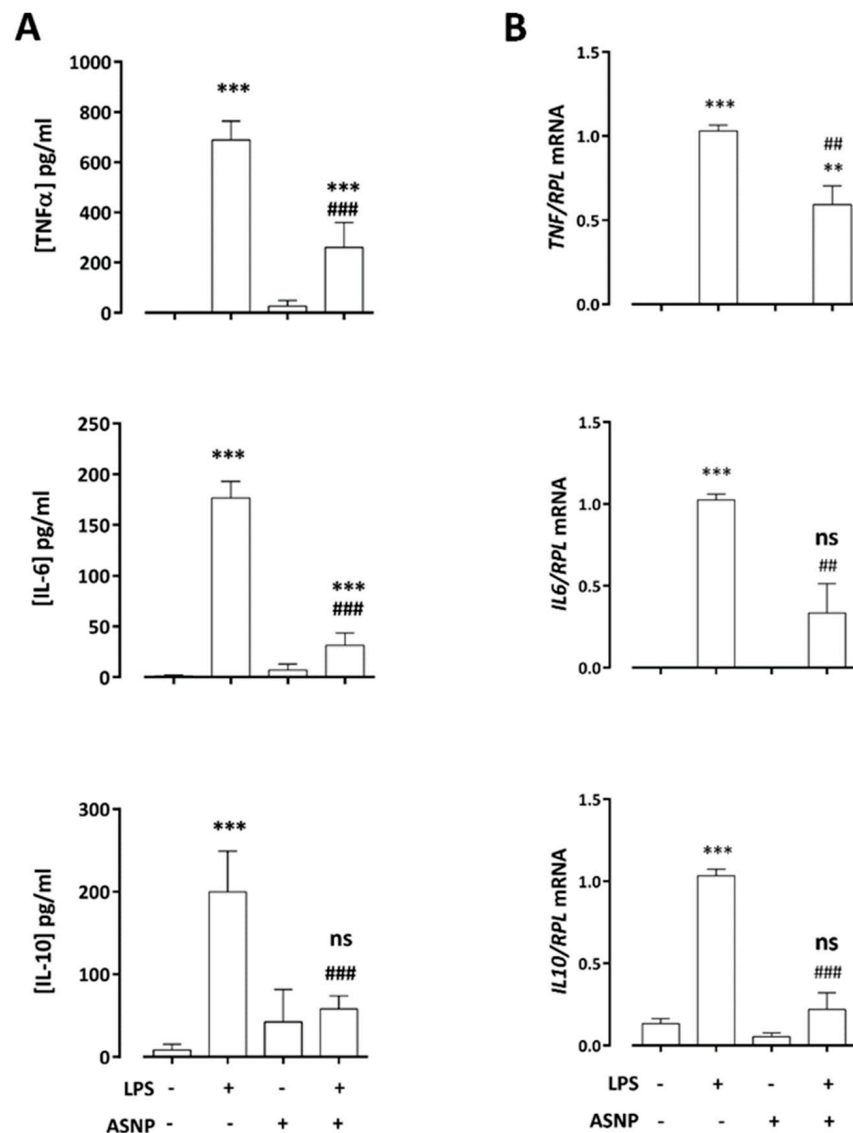 A
[TNFα] pg/ml
1000
800
600
400
200
0
***
***
###
[IL-6] pg/ml
250
200
150
100
50
0
***
***
###
[IL-10] pg/ml
300
200
100
0
***
ns
###
LPS - + - +
ASNP - - + +
B
TNF/RPL mRNA
1.5
1.0
0.5
0.0
***
##
**
IL6/RPL mRNA
1.5
1.0
0.5
0.0
***
ns
##
IL10/RPL mRNA
1.5
1.0
0.5
0.0
***
ns
###
LPS - + - +
ASNP - - + +